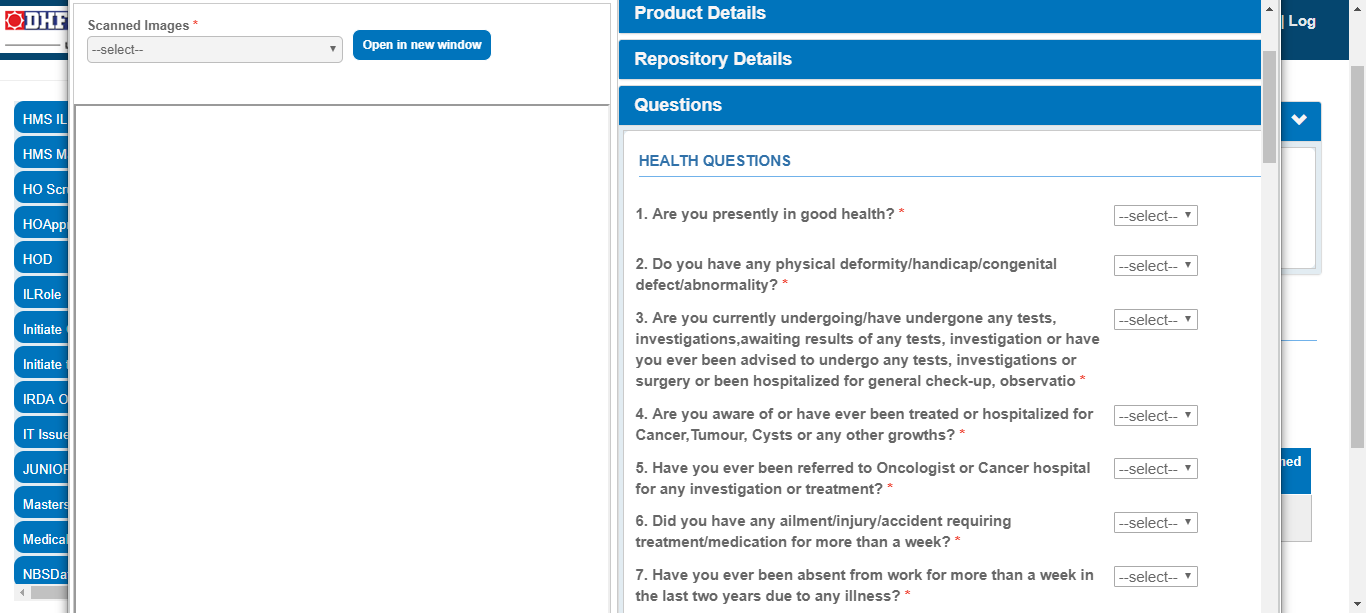 DHF
| Log
Scanned Images *
--select--
Open in new window
Product Details
Repository Details
Questions
HMS IL
HMS M
HO Scr
HOApp
HOD
ILRole
Initiate
Initiate
IRDA O
IT Issue
JUNIOR
Masters
Medical
NBSDa
HEALTH QUESTIONS
1. Are you presently in good health? * --select--
2. Do you have any physical deformity/handicap/congenital --select--
defect/abnormality? *
3. Are you currently undergoing/have undergone any tests, --select--
investigations,awaiting results of any tests, investigation or have
you ever been advised to undergo any tests, investigations or
surgery or been hospitalized for general check-up, observatio *
4. Are you aware of or have ever been treated or hospitalized for --select--
Cancer,Tumour, Cysts or any other growths? *
5. Have you ever been referred to Oncologist or Cancer hospital --select--
for any investigation or treatment? *
6. Did you have any ailment/injury/accident requiring --select--
treatment/medication for more than a week? *
7. Have you ever been absent from work for more than a week in --select--
the last two years due to any illness? *
ned